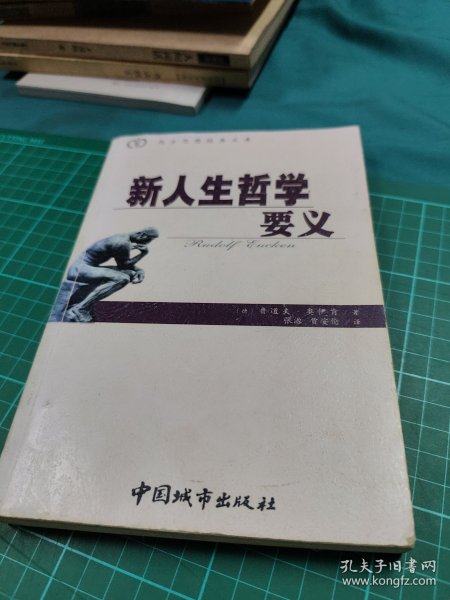 新人生哲学
要义
Rudolf Eucken
〔德〕鲁道夫·奥伊肯 著
张源 贾安伦 译
中国城市出版社
孔夫子旧书网
www.kongfz.com